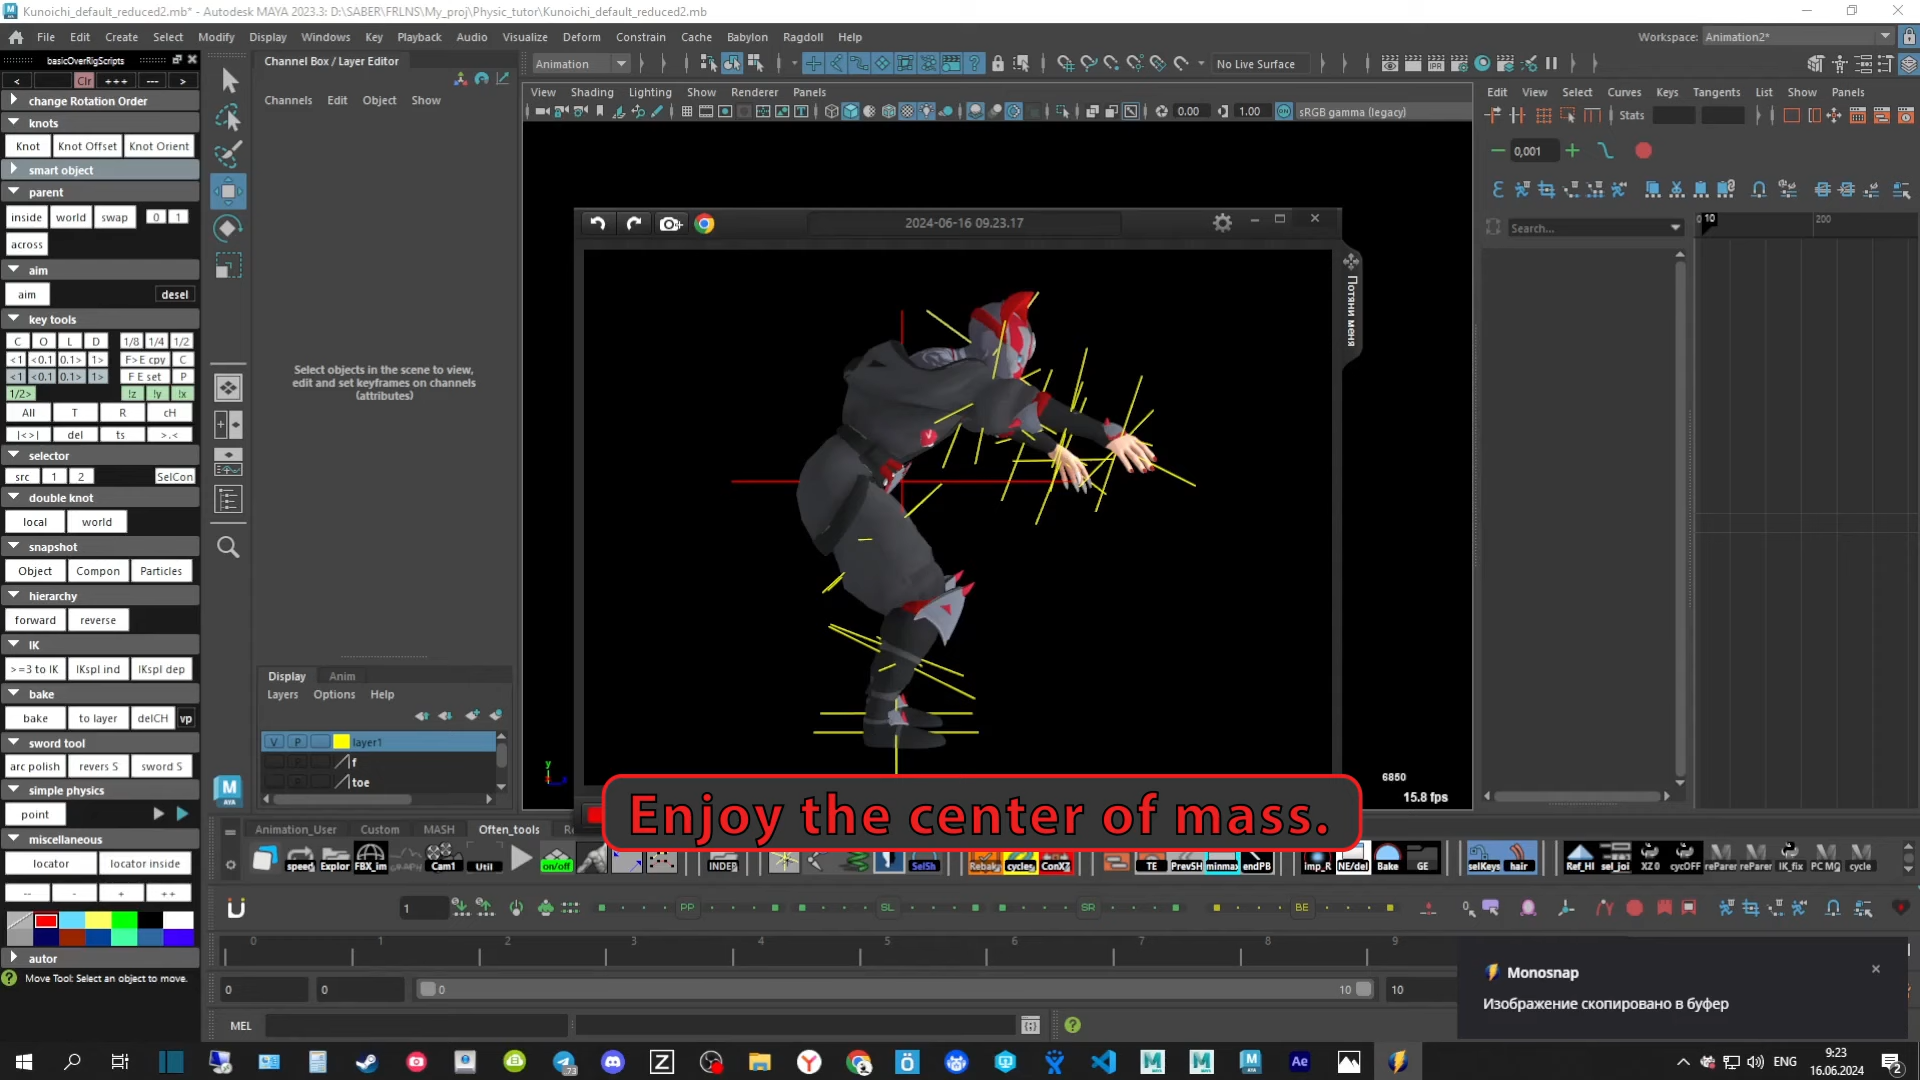 Kunoichi_default_reduced2.mb* - Autodesk MAYA 2023.3: D:\SABER\FRLNS\My_proj\Physic_tutor\Kunoichi_default_reduced2.mb
File Edit Create Select Modify Display Windows Key Playback Audio Visualize Deform Constrain Cache Babylon Ragdoll Help
Workspace: Animation2*
basicOverRigScripts
< Clr +++ --- >
change Rotation Order
knots
Knot Knot Offset Knot Orient
smart object
parent
inside world swap 0 1
across
aim
aim desel
key tools
C O L D 1/8 1/4 1/2
<1 <0.1 0.1> 1> F>E cpy C
<1 <0.1 0.1> 1> F E set P
1/2> !z !y !x
All T R cH
|<>| del ts >.<
selector
src 1 2 SelCon
double knot
local world
snapshot
Object Compon Particles
hierarchy
forward reverse
IK
>=3 to IK IKspl ind IKspl dep
bake
bake to layer delCH vp
sword tool
arc polish revers S sword S
simple physics
point
miscellaneous
locator locator inside
-- - + ++
autor
Move Tool: Select an object to move.
Channel Box / Layer Editor
Channels Edit Object Show
Select objects in the scene to view,
edit and set keyframes on channels
(attributes)
Display Anim
Layers Options Help
V P layer1
f
toe
Animation
No Live Surface
View Shading Lighting Show Renderer Panels
0.00 1.00 sRGB gamma (legacy)
2024-06-16 09.23.17
Потяни меня
y
6850
15.8 fps
Enjoy the center of mass.
Edit View Select Curves Keys Tangents List Show Panels
Stats
0,001
Search...
0 10 200
Animation_User Custom MASH Often_tools
speed Explor FBX_im Cam1 Util on/off INDEP SelSh Rebak cycles ConXZ TE PrevSH minmax endPB imp_R NE/del Bake GE selKeys hair Ref_HI sel_joi XZ 0 cycOFF reParer reParer IK_fix PC MQ cycle
1 PP SL SR BE
0 1 2 3 4 5 6 7 8 9
0 0 0 10 10
MEL
Monosnap
Изображение скопировано в буфер
73
Z
Ae
ENG
9:23
16.06.2024
2